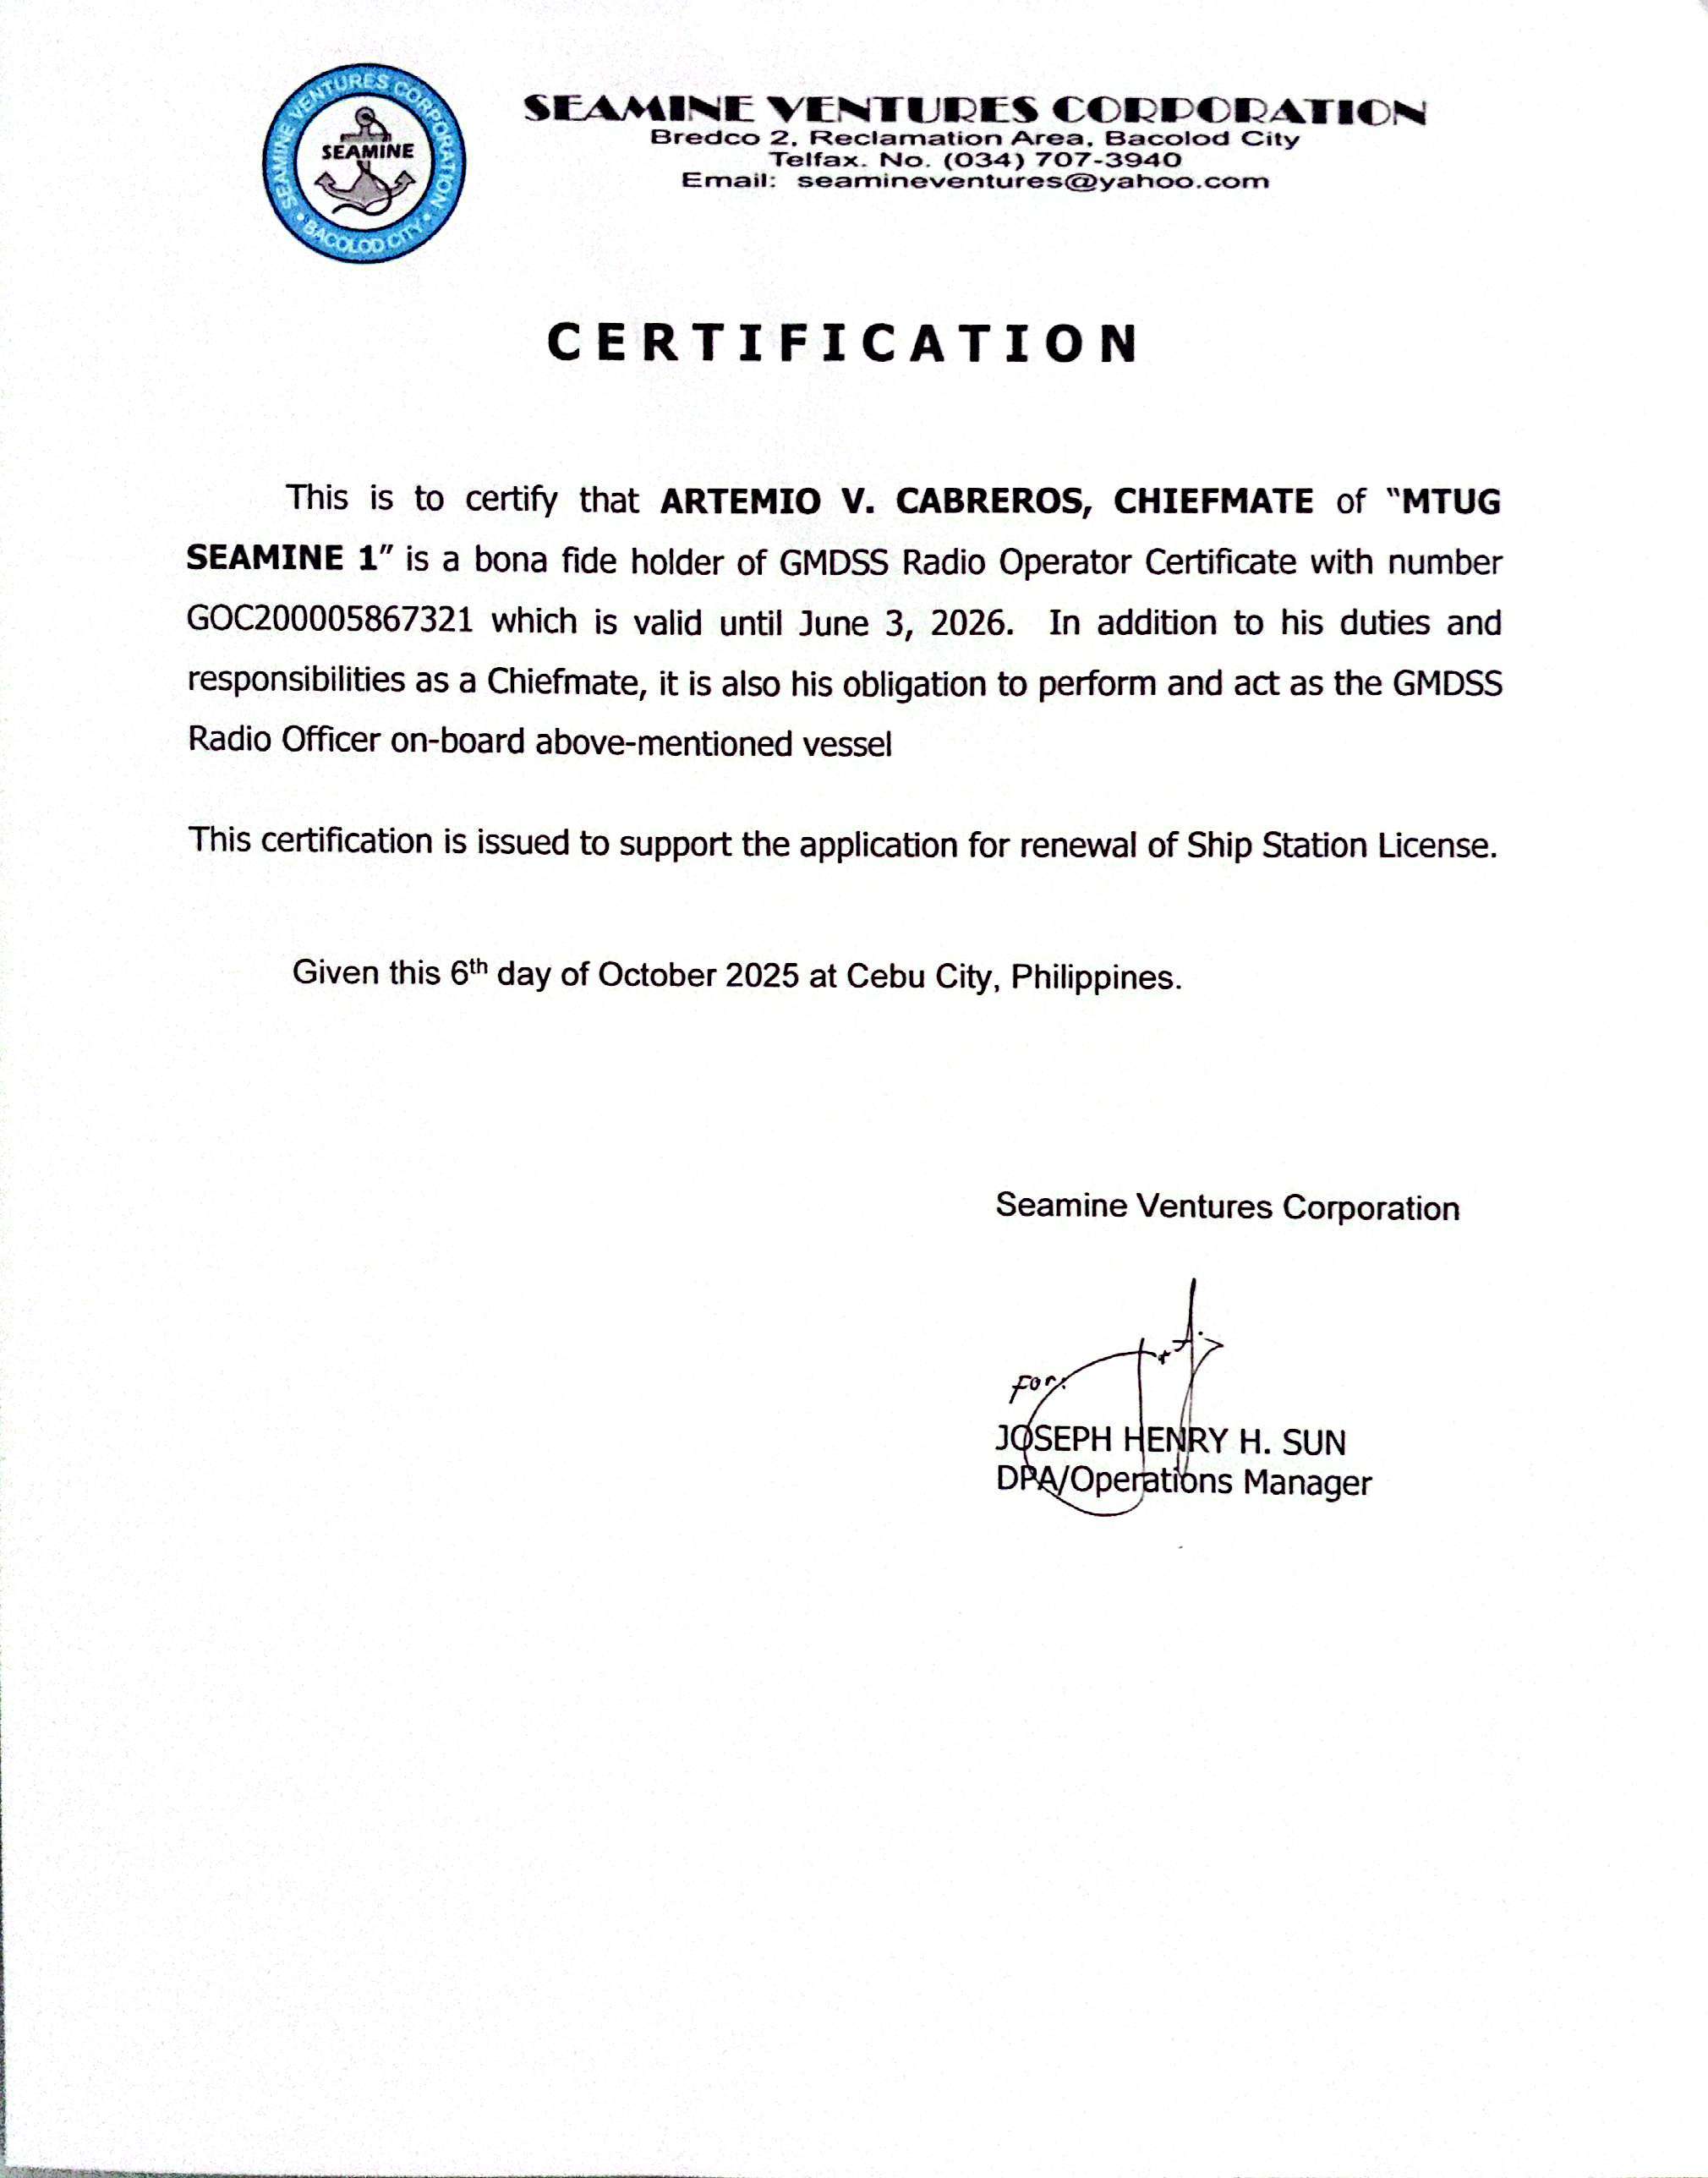 SEAMINE VENTURES CORPORATION
BACOLOD CITY
SEAMINE
SEAMINE VENTURES CORPORATION
Bredco 2, Reclamation Area, Bacolod City
Telfax. No. (034) 707-3940
Email: seamineventures@yahoo.com
CERTIFICATION
This is to certify that ARTEMIO V. CABREROS, CHIEFMATE of “MTUG
SEAMINE 1” is a bona fide holder of GMDSS Radio Operator Certificate with number
GOC200005867321 which is valid until June 3, 2026. In addition to his duties and
responsibilities as a Chiefmate, it is also his obligation to perform and act as the GMDSS
Radio Officer on-board above-mentioned vessel
This certification is issued to support the application for renewal of Ship Station License.
Given this 6th day of October 2025 at Cebu City, Philippines.
Seamine Ventures Corporation
For:
JOSEPH HENRY H. SUN
DPA/Operations Manager